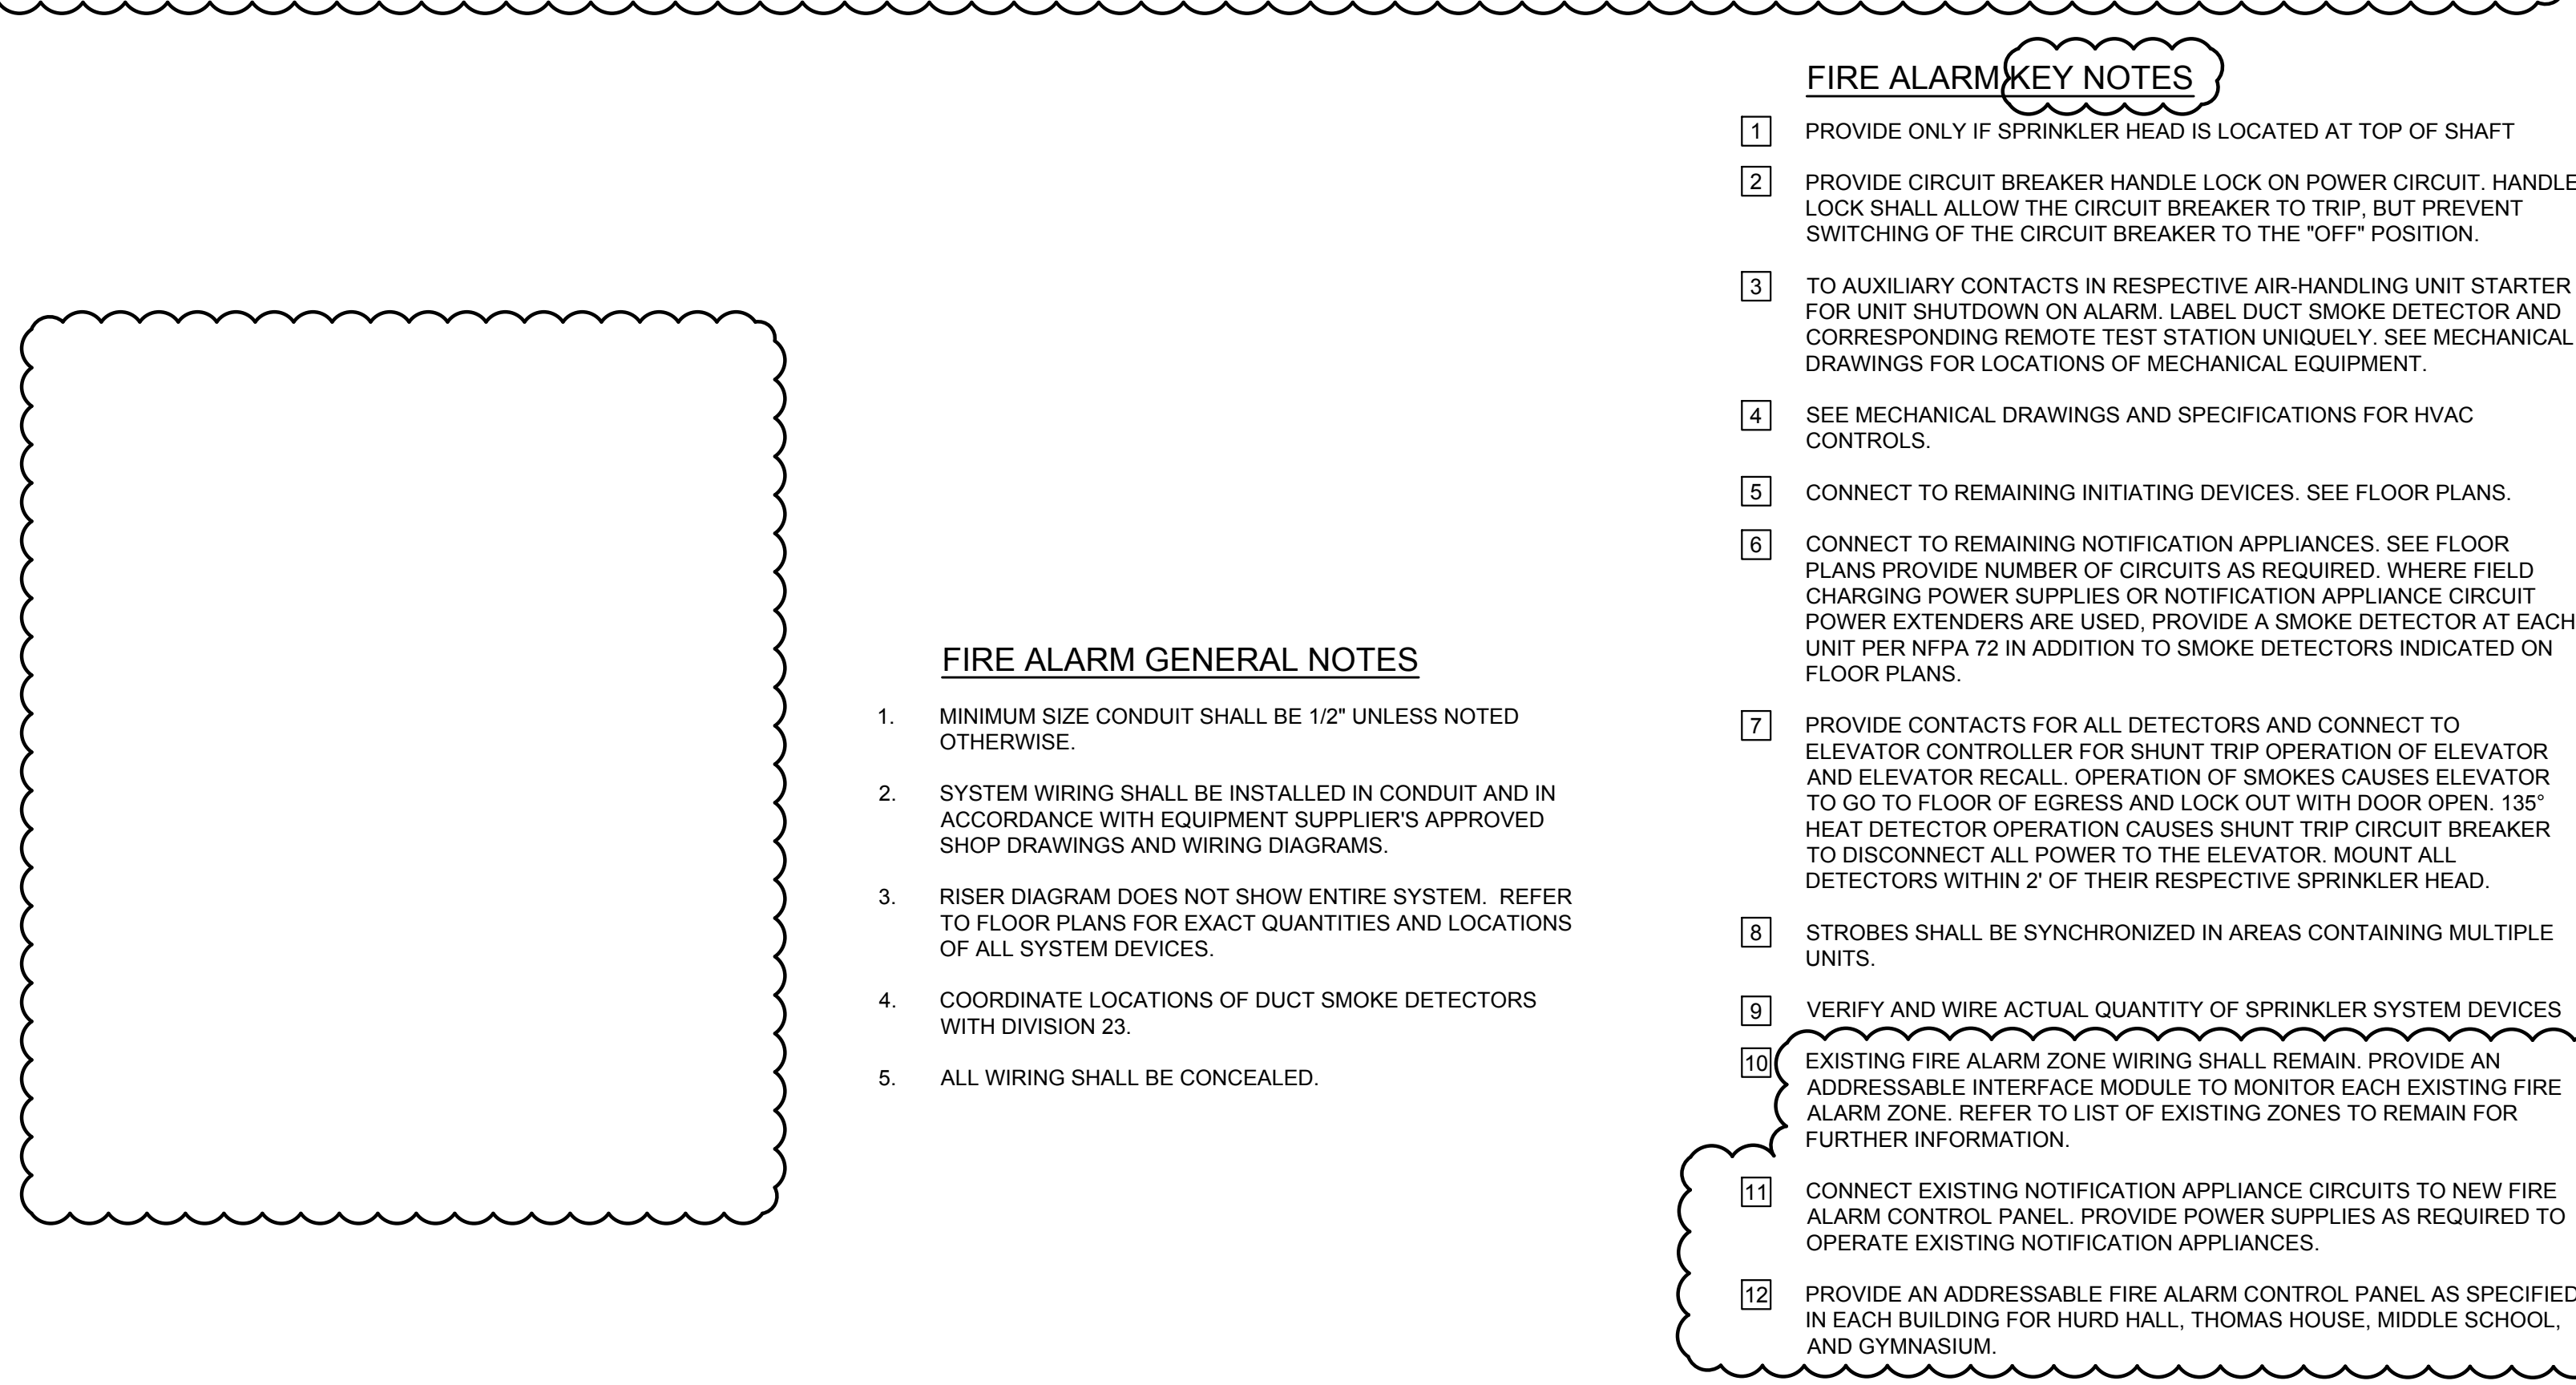 FIRE ALARM GENERAL NOTES
1. MINIMUM SIZE CONDUIT SHALL BE 1/2" UNLESS NOTED
OTHERWISE.
2. SYSTEM WIRING SHALL BE INSTALLED IN CONDUIT AND IN
ACCORDANCE WITH EQUIPMENT SUPPLIER'S APPROVED
SHOP DRAWINGS AND WIRING DIAGRAMS.
3. RISER DIAGRAM DOES NOT SHOW ENTIRE SYSTEM. REFER
TO FLOOR PLANS FOR EXACT QUANTITIES AND LOCATIONS
OF ALL SYSTEM DEVICES.
4. COORDINATE LOCATIONS OF DUCT SMOKE DETECTORS
WITH DIVISION 23.
5. ALL WIRING SHALL BE CONCEALED.
FIRE ALARM KEY NOTES
1 PROVIDE ONLY IF SPRINKLER HEAD IS LOCATED AT TOP OF SHAFT
2 PROVIDE CIRCUIT BREAKER HANDLE LOCK ON POWER CIRCUIT. HANDLE
LOCK SHALL ALLOW THE CIRCUIT BREAKER TO TRIP, BUT PREVENT
SWITCHING OF THE CIRCUIT BREAKER TO THE "OFF" POSITION.
3 TO AUXILIARY CONTACTS IN RESPECTIVE AIR-HANDLING UNIT STARTER
FOR UNIT SHUTDOWN ON ALARM. LABEL DUCT SMOKE DETECTOR AND
CORRESPONDING REMOTE TEST STATION UNIQUELY. SEE MECHANICAL
DRAWINGS FOR LOCATIONS OF MECHANICAL EQUIPMENT.
4 SEE MECHANICAL DRAWINGS AND SPECIFICATIONS FOR HVAC
CONTROLS.
5 CONNECT TO REMAINING INITIATING DEVICES. SEE FLOOR PLANS.
6 CONNECT TO REMAINING NOTIFICATION APPLIANCES. SEE FLOOR
PLANS PROVIDE NUMBER OF CIRCUITS AS REQUIRED. WHERE FIELD
CHARGING POWER SUPPLIES OR NOTIFICATION APPLIANCE CIRCUIT
POWER EXTENDERS ARE USED, PROVIDE A SMOKE DETECTOR AT EACH
UNIT PER NFPA 72 IN ADDITION TO SMOKE DETECTORS INDICATED ON
FLOOR PLANS.
7 PROVIDE CONTACTS FOR ALL DETECTORS AND CONNECT TO
ELEVATOR CONTROLLER FOR SHUNT TRIP OPERATION OF ELEVATOR
AND ELEVATOR RECALL. OPERATION OF SMOKES CAUSES ELEVATOR
TO GO TO FLOOR OF EGRESS AND LOCK OUT WITH DOOR OPEN. 135°
HEAT DETECTOR OPERATION CAUSES SHUNT TRIP CIRCUIT BREAKER
TO DISCONNECT ALL POWER TO THE ELEVATOR. MOUNT ALL
DETECTORS WITHIN 2' OF THEIR RESPECTIVE SPRINKLER HEAD.
8 STROBES SHALL BE SYNCHRONIZED IN AREAS CONTAINING MULTIPLE
UNITS.
9 VERIFY AND WIRE ACTUAL QUANTITY OF SPRINKLER SYSTEM DEVICES
10 EXISTING FIRE ALARM ZONE WIRING SHALL REMAIN. PROVIDE AN
ADDRESSABLE INTERFACE MODULE TO MONITOR EACH EXISTING FIRE
ALARM ZONE. REFER TO LIST OF EXISTING ZONES TO REMAIN FOR
FURTHER INFORMATION.
11 CONNECT EXISTING NOTIFICATION APPLIANCE CIRCUITS TO NEW FIRE
ALARM CONTROL PANEL. PROVIDE POWER SUPPLIES AS REQUIRED TO
OPERATE EXISTING NOTIFICATION APPLIANCES.
12 PROVIDE AN ADDRESSABLE FIRE ALARM CONTROL PANEL AS SPECIFIED
IN EACH BUILDING FOR HURD HALL, THOMAS HOUSE, MIDDLE SCHOOL,
AND GYMNASIUM.